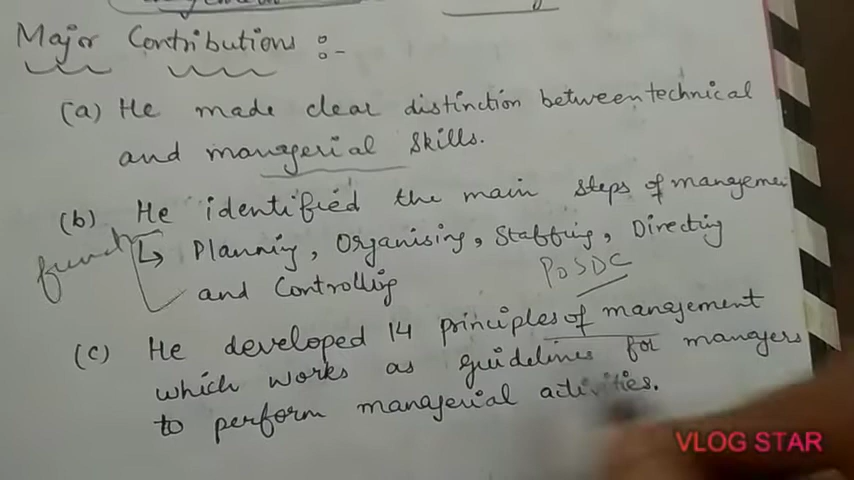 Major Contributions :-
(a) He made clear distinction between technical
and managerial skills.
(b) He identified the main steps of managemen
↳ Planning, Organising, Staffing, Directing
and Controlling
POSDC
(c) He developed 14 principles of management
which works as guidelines for managers
to perform managerial activities.
VLOG STAR